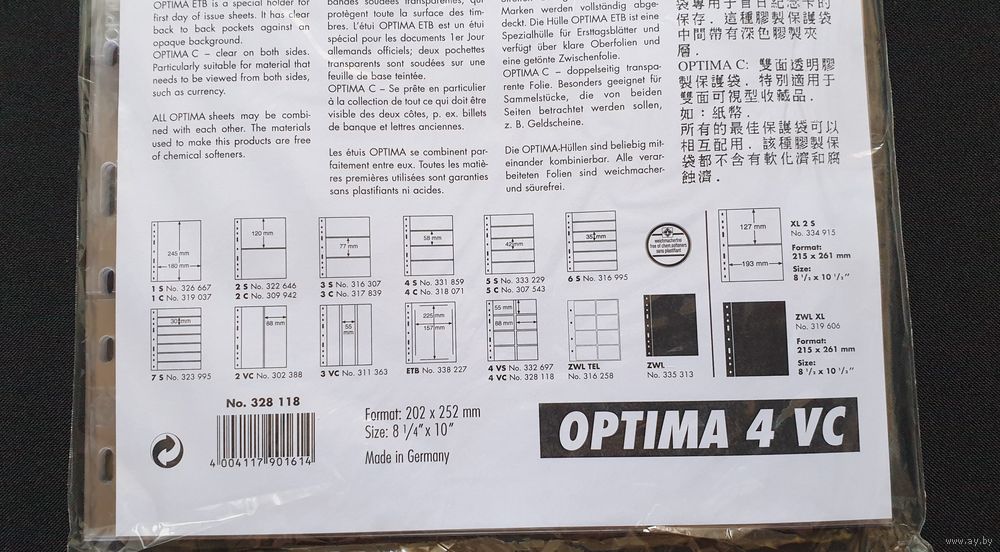 OPTIMA ETB is a special holder for
first day of issue sheets. It has clear
back to back pockets against an
opaque background.
OPTIMA C – clear on both sides.
Particularly suitable for material that
needs to be viewed from both sides,
such as currency.
ALL OPTIMA sheets may be combi-
ned with each other. The materials
used to make this products are free
of chemical softeners.
bandes soudées transparentes, qui
protègent toute la surface des tim-
bres. L'étui OPTIMA ETB est un étui
spécial pour les documents 1er Jour
allemands officiels; deux pochettes
transparents sont soudées sur une
feuille de base teintée.
OPTIMA C – Se prête en particulier
à la collection de tout ce qui doit être
visible des deux côtes, p. ex. billets
de banque et lettres anciennes.
Les étuis OPTIMA se combinent par-
faitement entre eux. Toutes les matiè-
res premières utilisées sont garanties
sans plastifiants ni acides.
Marken werden vollständig abge-
deckt. Die Hülle OPTIMA ETB ist eine
Spezialhülle für Ersttagsblätter und
verfügt über klare Oberfolien und
eine getönte Zwischenfolie.
OPTIMA C – doppelseitig transpa-
rente Folie. Besonders geeignet für
Sammelstücke, die von beiden
Seiten betrachtet werden sollen,
z. B. Geldscheine.
Die OPTIMA-Hüllen sind beliebig mit-
einander kombinierbar. Alle verar-
beiteten Folien sind weichmacher-
und säurefrei.
袋專用于首日紀念卡的
保存．這種膠製保護袋
中間帶有深色膠製夾
層．
OPTIMA C: 雙面透明膠
製保護袋．特別適用于
雙面可視型收藏品．
如：紙幣．
所有的最佳保護袋可以
相互配用．該種膠製保
袋都不含有軟化濟和腐
蝕濟．
245 mm
180 mm
1 S No. 326 667
1 C No. 319 037
120 mm
2 S No. 322 646
2 C No. 309 942
77 mm
3 S No. 316 307
3 C No. 317 839
58 mm
4 S No. 331 859
4 C No. 318 071
42 mm
5 S No. 333 229
5 C No. 307 543
35 mm
6 S No. 316 995
weichmacherfrei
free of chem.softeners
sans plastifiant
127 mm
193 mm
XL 2 S
No. 334 915
Format:
215 x 261 mm
Size:
8 1/2 x 10 1/2″
30 mm
7 S No. 323 995
88 mm
2 VC No. 302 388
55
mm
3 VC No. 311 363
225 mm
157 mm
ETB No. 338 227
55 mm
88 mm
4 VS No. 332 697
4 VC No. 328 118
ZWL TEL
No. 316 258
ZWL
No. 335 313
ZWL XL
No. 319 606
Format:
215 x 261 mm
Size:
8 1/2 x 10 1/2″
No. 328 118
4 004117 901614
Format: 202 x 252 mm
Size: 8 1/4″ x 10″
Made in Germany
OPTIMA 4 VC
www.ay.by